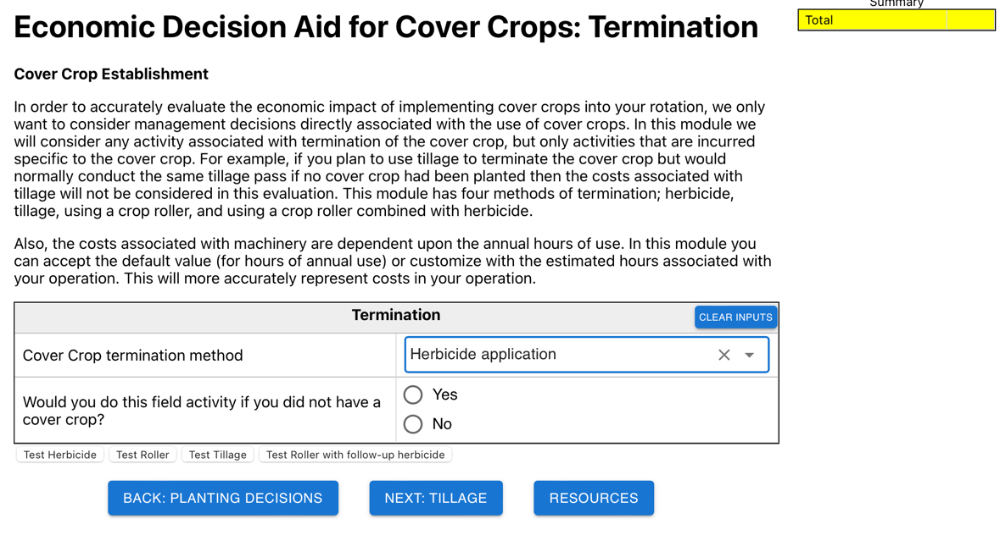 Summary
Economic Decision Aid for Cover Crops: Termination
Total
Cover Crop Establishment
In order to accurately evaluate the economic impact of implementing cover crops into your rotation, we only
want to consider management decisions directly associated with the use of cover crops. In this module we
will consider any activity associated with termination of the cover crop, but only activities that are incurred
specific to the cover crop. For example, if you plan to use tillage to terminate the cover crop but would
normally conduct the same tillage pass if no cover crop had been planted then the costs associated with
tillage will not be considered in this evaluation. This module has four methods of termination; herbicide,
tillage, using a crop roller, and using a crop roller combined with herbicide.
Also, the costs associated with machinery are dependent upon the annual hours of use. In this module you
can accept the default value (for hours of annual use) or customize with the estimated hours associated with
your operation. This will more accurately represent costs in your operation.
Termination
CLEAR INPUTS
Cover Crop termination method
Herbicide application
Would you do this field activity if you did not have a
cover crop?
Yes
No
Test Herbicide
Test Roller
Test Tillage
Test Roller with follow-up herbicide
BACK: PLANTING DECISIONS
NEXT: TILLAGE
RESOURCES